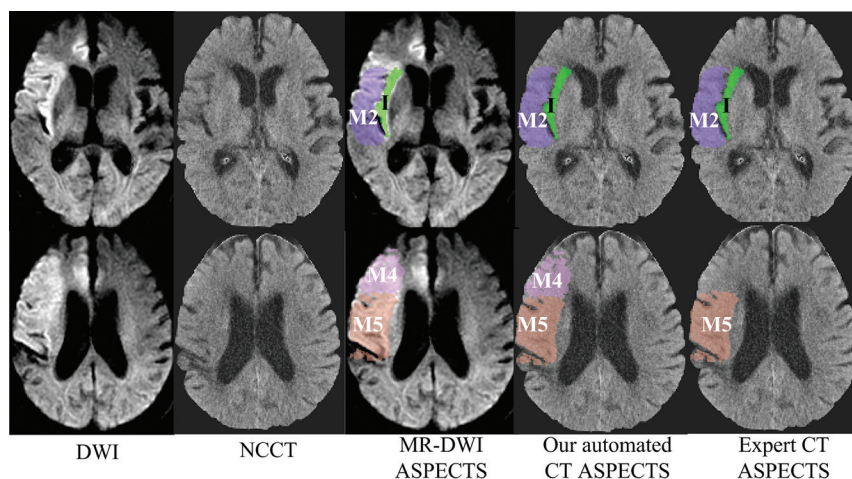 I I I
M2 M2 M2
M4 M4
M5 M5 M5
DWI NCCT MR-DWI Our automated Expert CT
ASPECTS CT ASPECTS ASPECTS